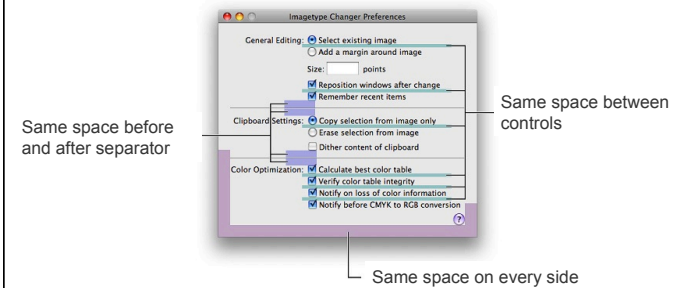 Imagetype Changer Preferences
General Editing: Select existing image
Add a margin around image
Size: points
Reposition windows after change
Remember recent items
Clipboard Settings: Copy selection from image only
Erase selection from image
Dither content of clipboard
Color Optimization: Calculate best color table
Verify color table integrity
Notify on loss of color information
Notify before CMYK to RGB conversion
?
Same space before
and after separator
Same space between
controls
Same space on every side